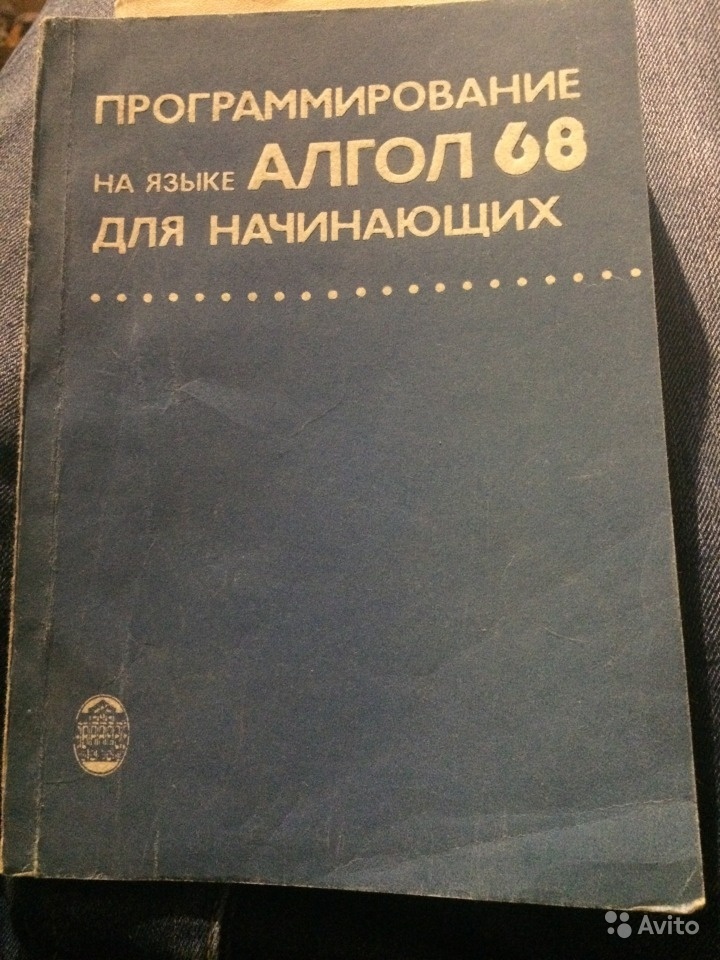 ПРОГРАММИРОВАНИЕ
НА ЯЗЫКЕ АЛГОЛ 68
ДЛЯ НАЧИНАЮЩИХ
Avito